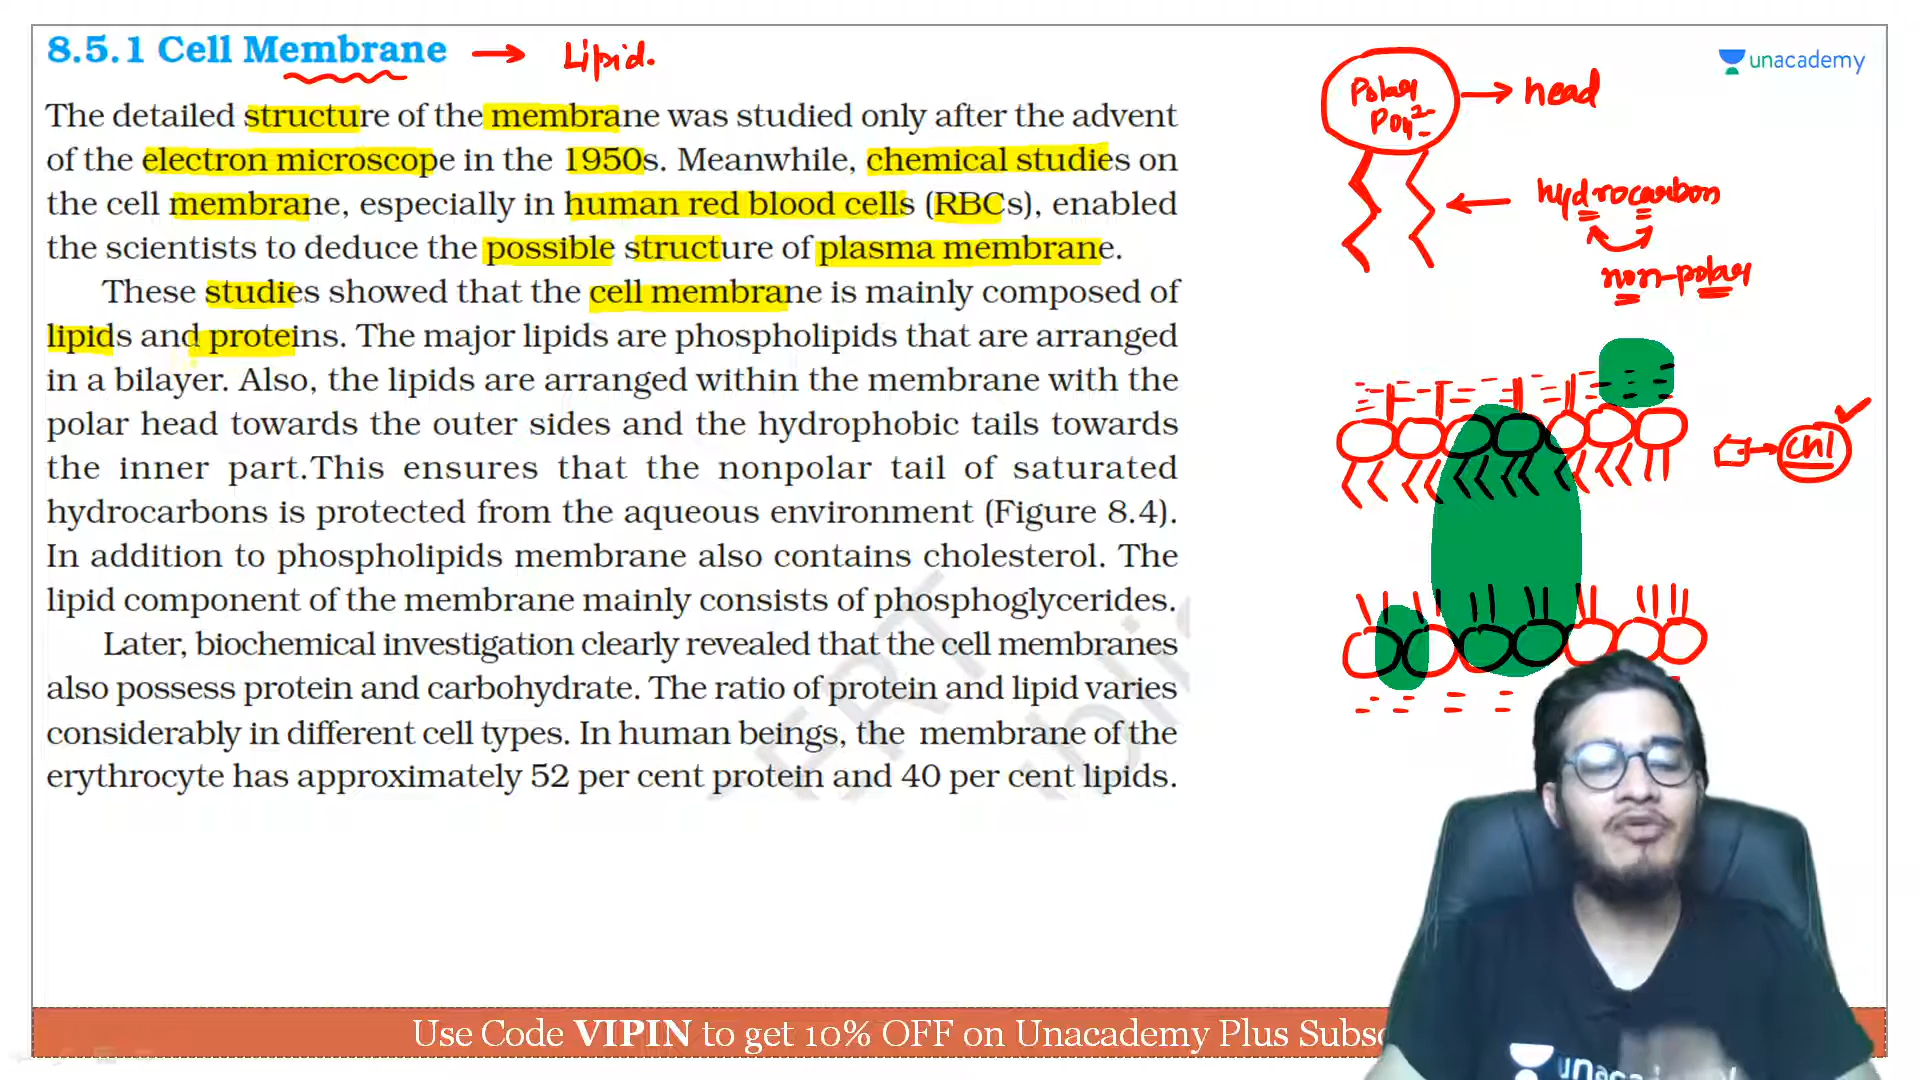 8.5.1 Cell Membrane → Lipid.
The detailed structure of the membrane was studied only after the advent
of the electron microscope in the 1950s. Meanwhile, chemical studies on
the cell membrane, especially in human red blood cells (RBCs), enabled
the scientists to deduce the possible structure of plasma membrane.
These studies showed that the cell membrane is mainly composed of
lipids and proteins. The major lipids are phospholipids that are arranged
in a bilayer. Also, the lipids are arranged within the membrane with the
polar head towards the outer sides and the hydrophobic tails towards
the inner part.This ensures that the nonpolar tail of saturated
hydrocarbons is protected from the aqueous environment (Figure 8.4).
In addition to phospholipids membrane also contains cholesterol. The
lipid component of the membrane mainly consists of phosphoglycerides.
Later, biochemical investigation clearly revealed that the cell membranes
also possess protein and carbohydrate. The ratio of protein and lipid varies
considerably in different cell types. In human beings, the membrane of the
erythrocyte has approximately 52 per cent protein and 40 per cent lipids.
unacademy
Polar
→ head
hydrocarbon
non-polar
Use Code VIPIN to get 10% OFF on Unacademy Plus Subsc